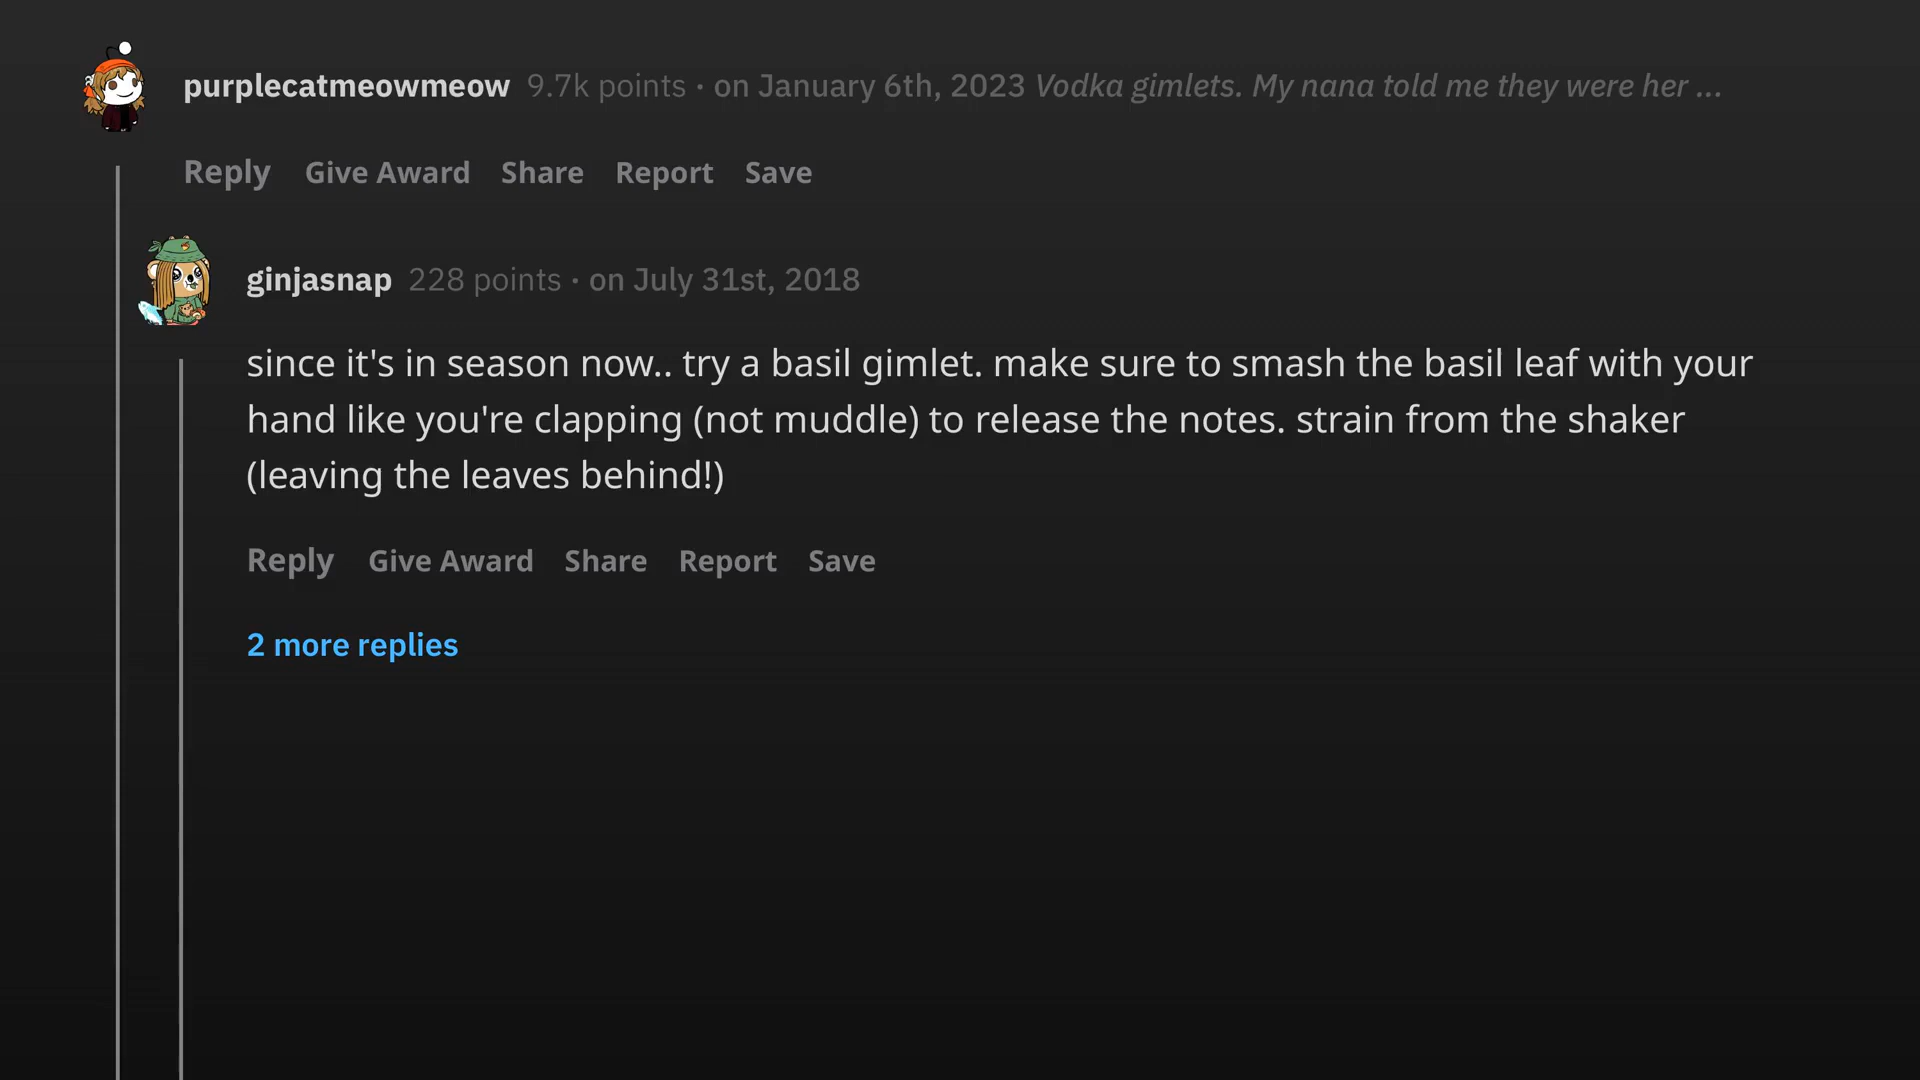 purplecatmeowmeow 9.7k points · on January 6th, 2023 Vodka gimlets. My nana told me they were her ...
Reply Give Award Share Report Save
ginjasnap 228 points · on July 31st, 2018
since it's in season now.. try a basil gimlet. make sure to smash the basil leaf with your
hand like you're clapping (not muddle) to release the notes. strain from the shaker
(leaving the leaves behind!)
Reply Give Award Share Report Save
2 more replies